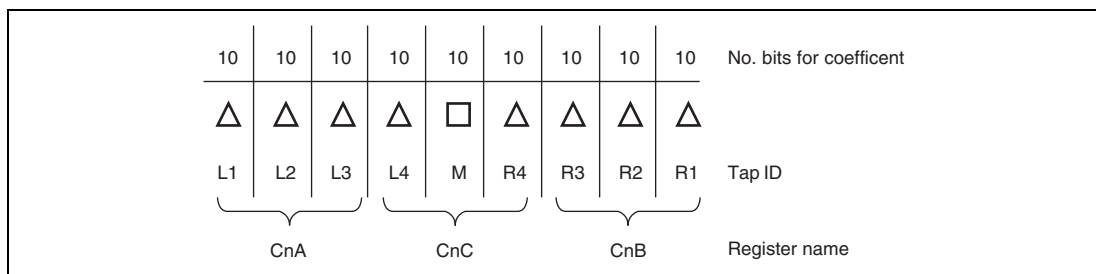 10 10 10 10 10 10 10 10 10 No. bits for coefficent
L1 L2 L3 L4 M R4 R3 R2 R1 Tap ID
CnA CnC CnB Register name